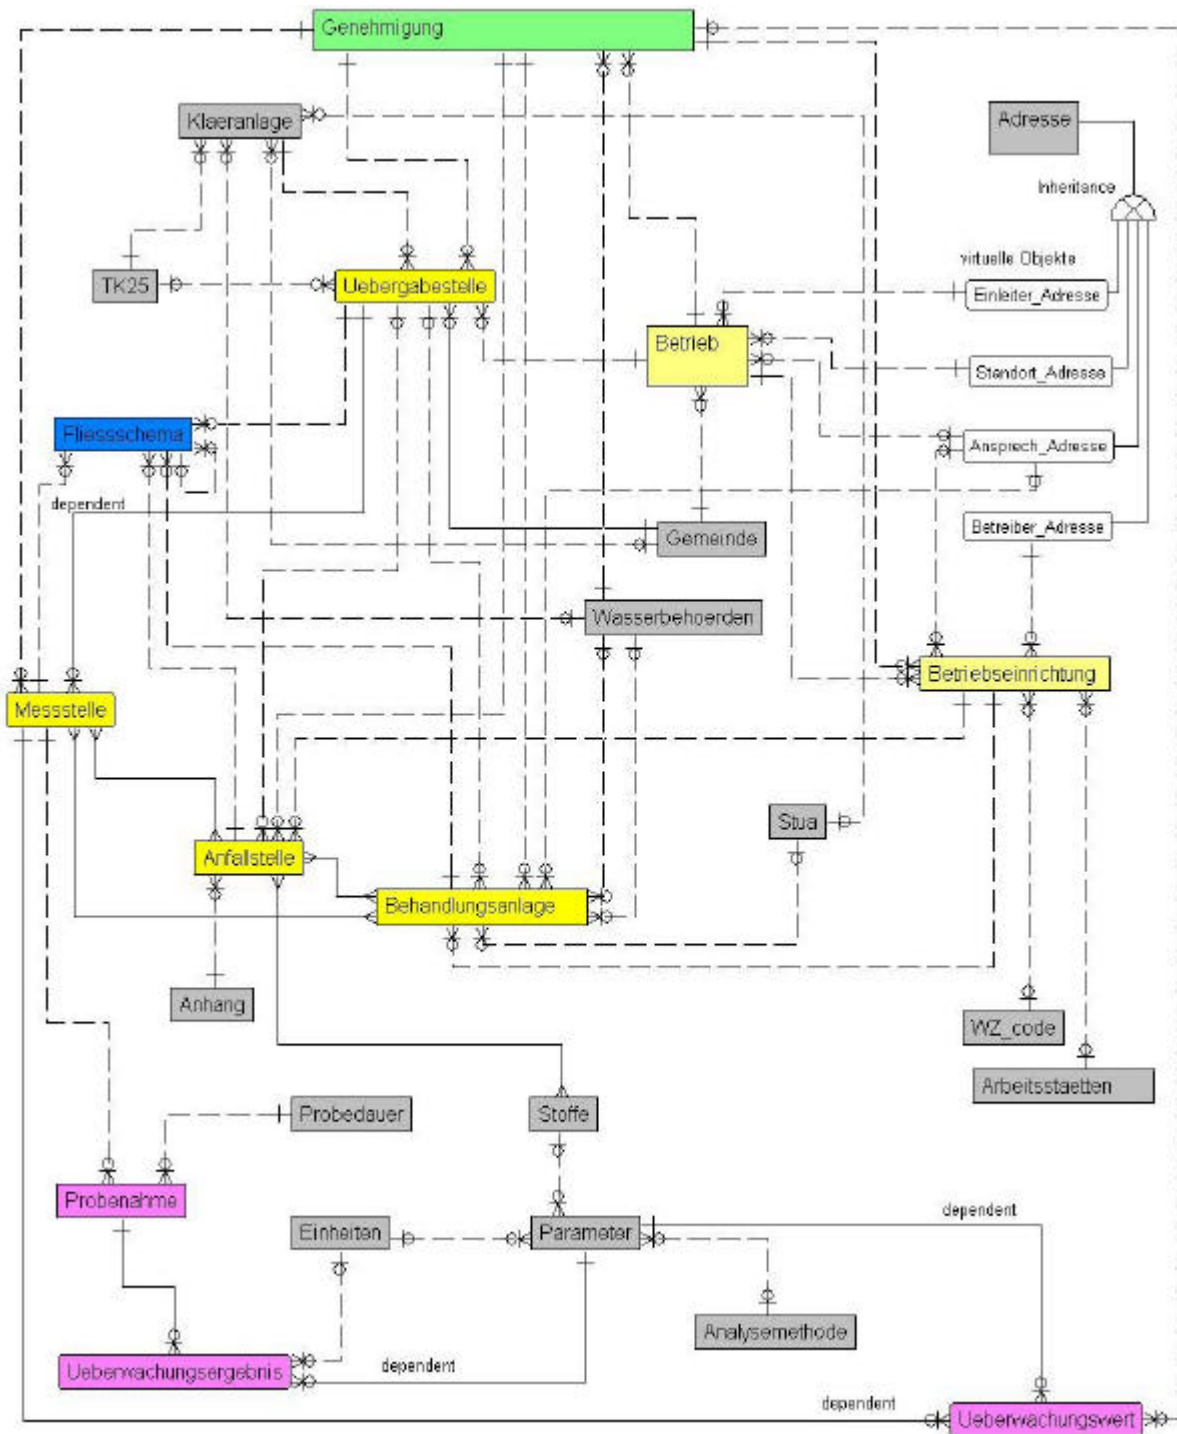 Genehmigung
Klaeranlage
Adresse
Inheritance
virtuelle Objekte
TK25
Uebergabestelle
Einleiter_Adresse
Betrieb
Standort_Adresse
Fliessschema
Ansprech_Adresse
dependent
Gemeinde
Betreiber_Adresse
Wasserbehoerden
Betriebseinrichtung
Messstelle
Stua
Anfallstelle
Behandlungsanlage
Anhang
WZ_code
Arbeitsstaetten
Probedauer
Stoffe
Probenahme
Einheiten
Parameter
dependent
Analysemethode
Ueberwachungsergebnis
dependent
dependent
Ueberwachungswert